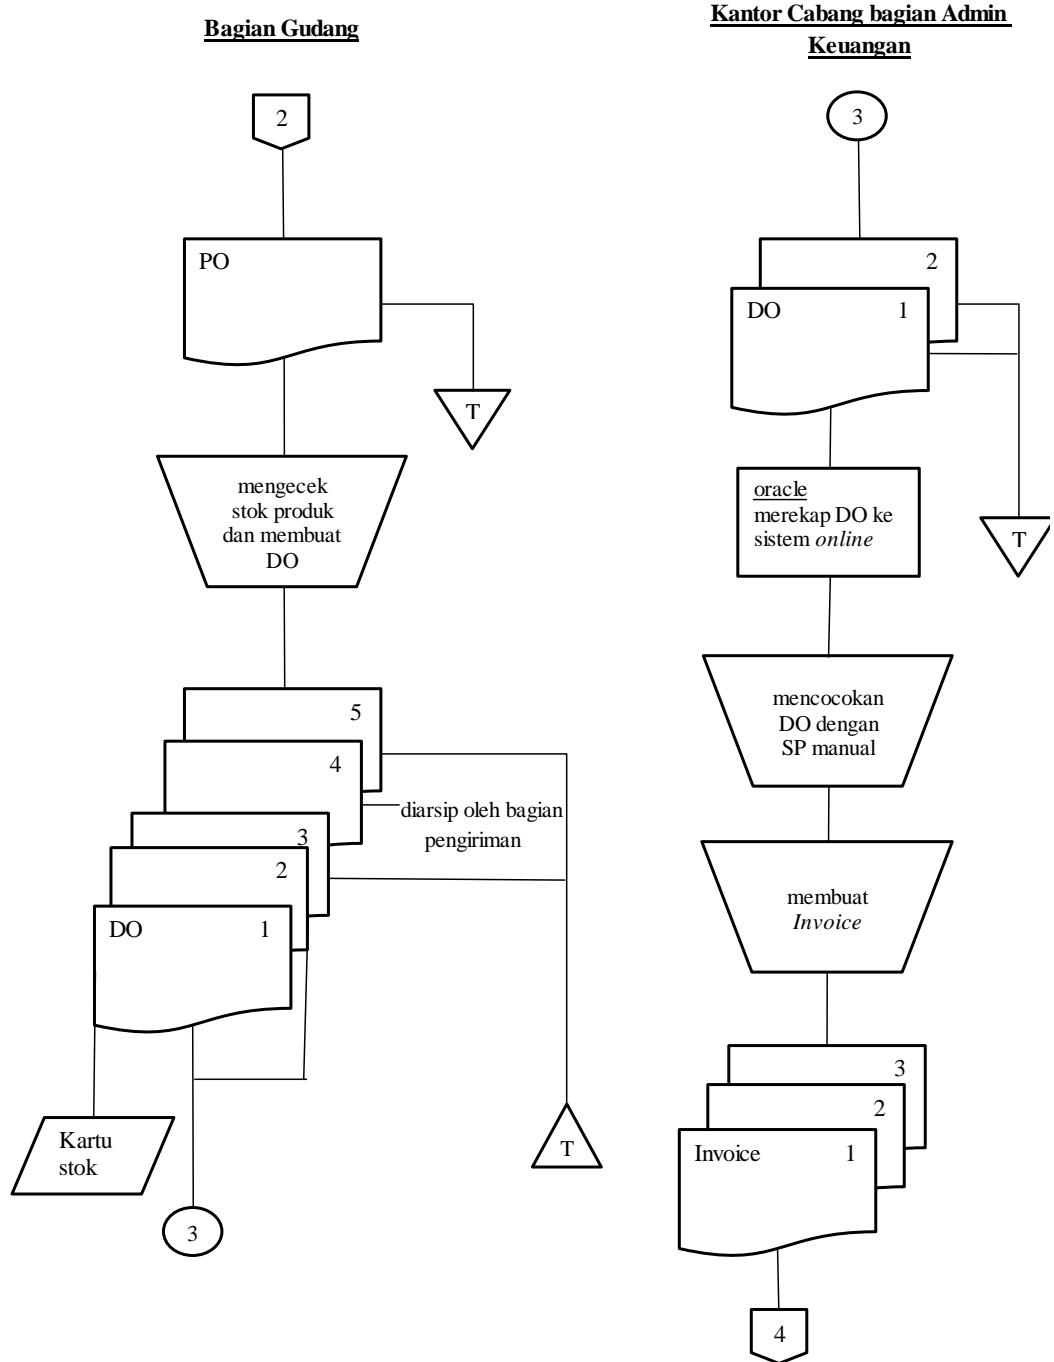 Bagian Gudang
2
PO
T
mengecek
stok produk
dan membuat
DO
5
4
diarsip oleh bagian
pengiriman
3
2
DO 1
Kartu
stok
T
3
Kantor Cabang bagian Admin
Keuangan
3
2
DO 1
oracle
merekap DO ke
sistem online
T
mencocokan
DO dengan
SP manual
membuat
Invoice
3
2
Invoice 1
4